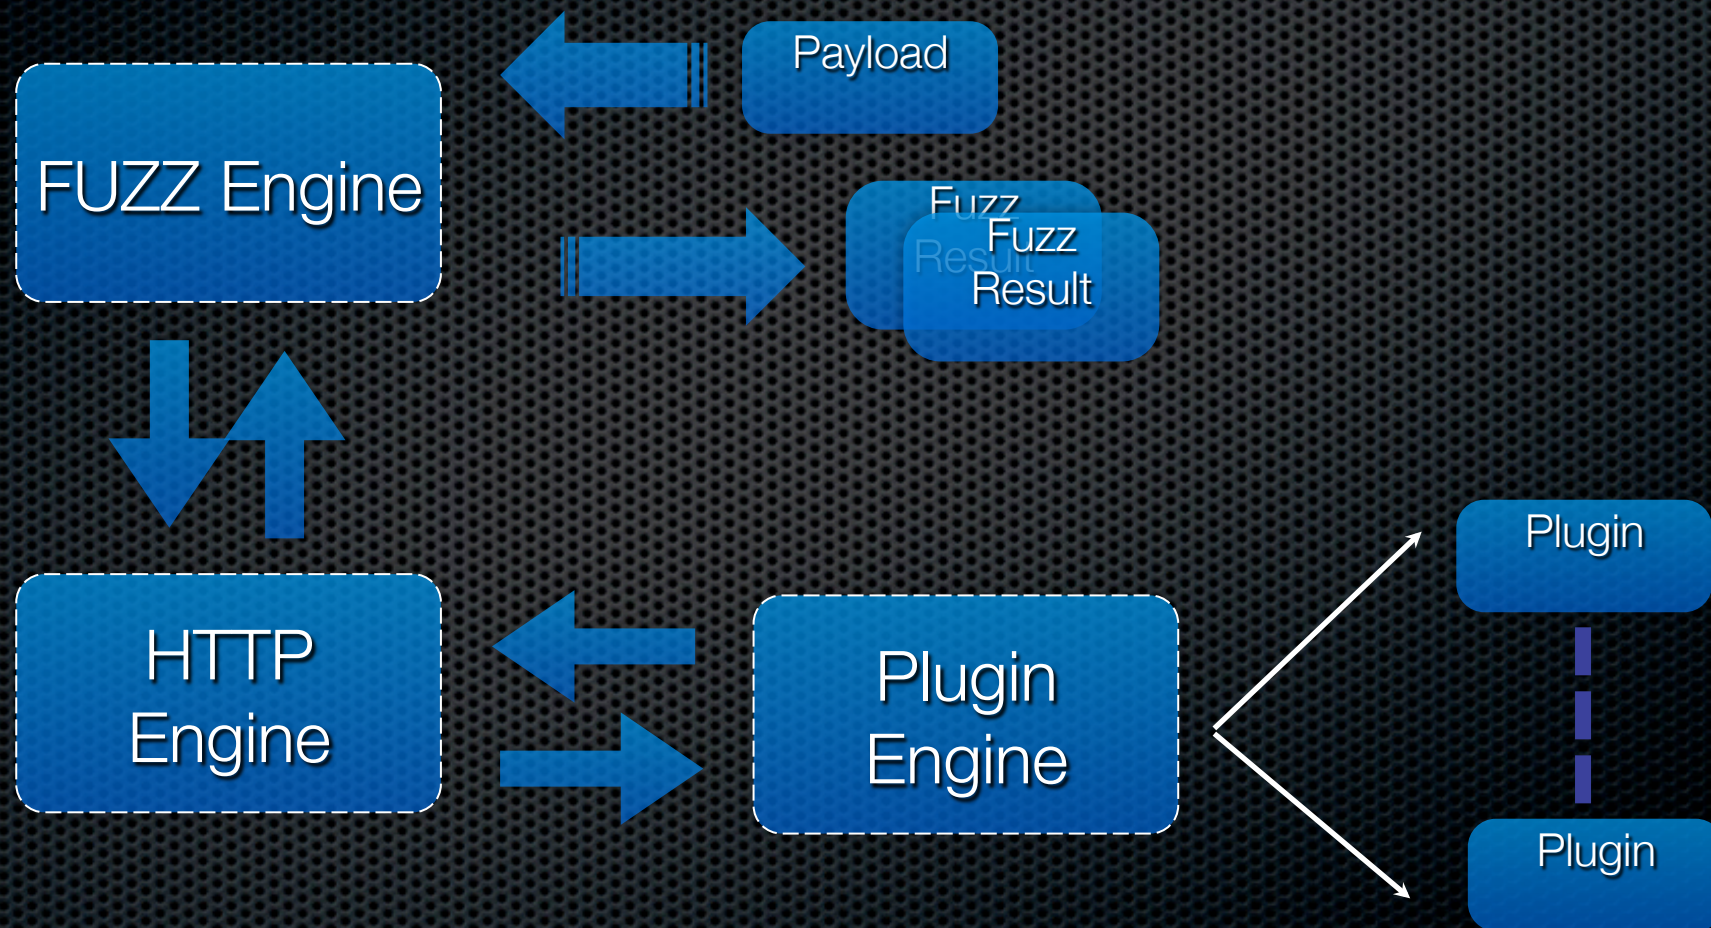 Payload
FUZZ Engine
Fuzz
Result
Fuzz
Result
HTTP
Engine
Plugin
Engine
Plugin
Plugin